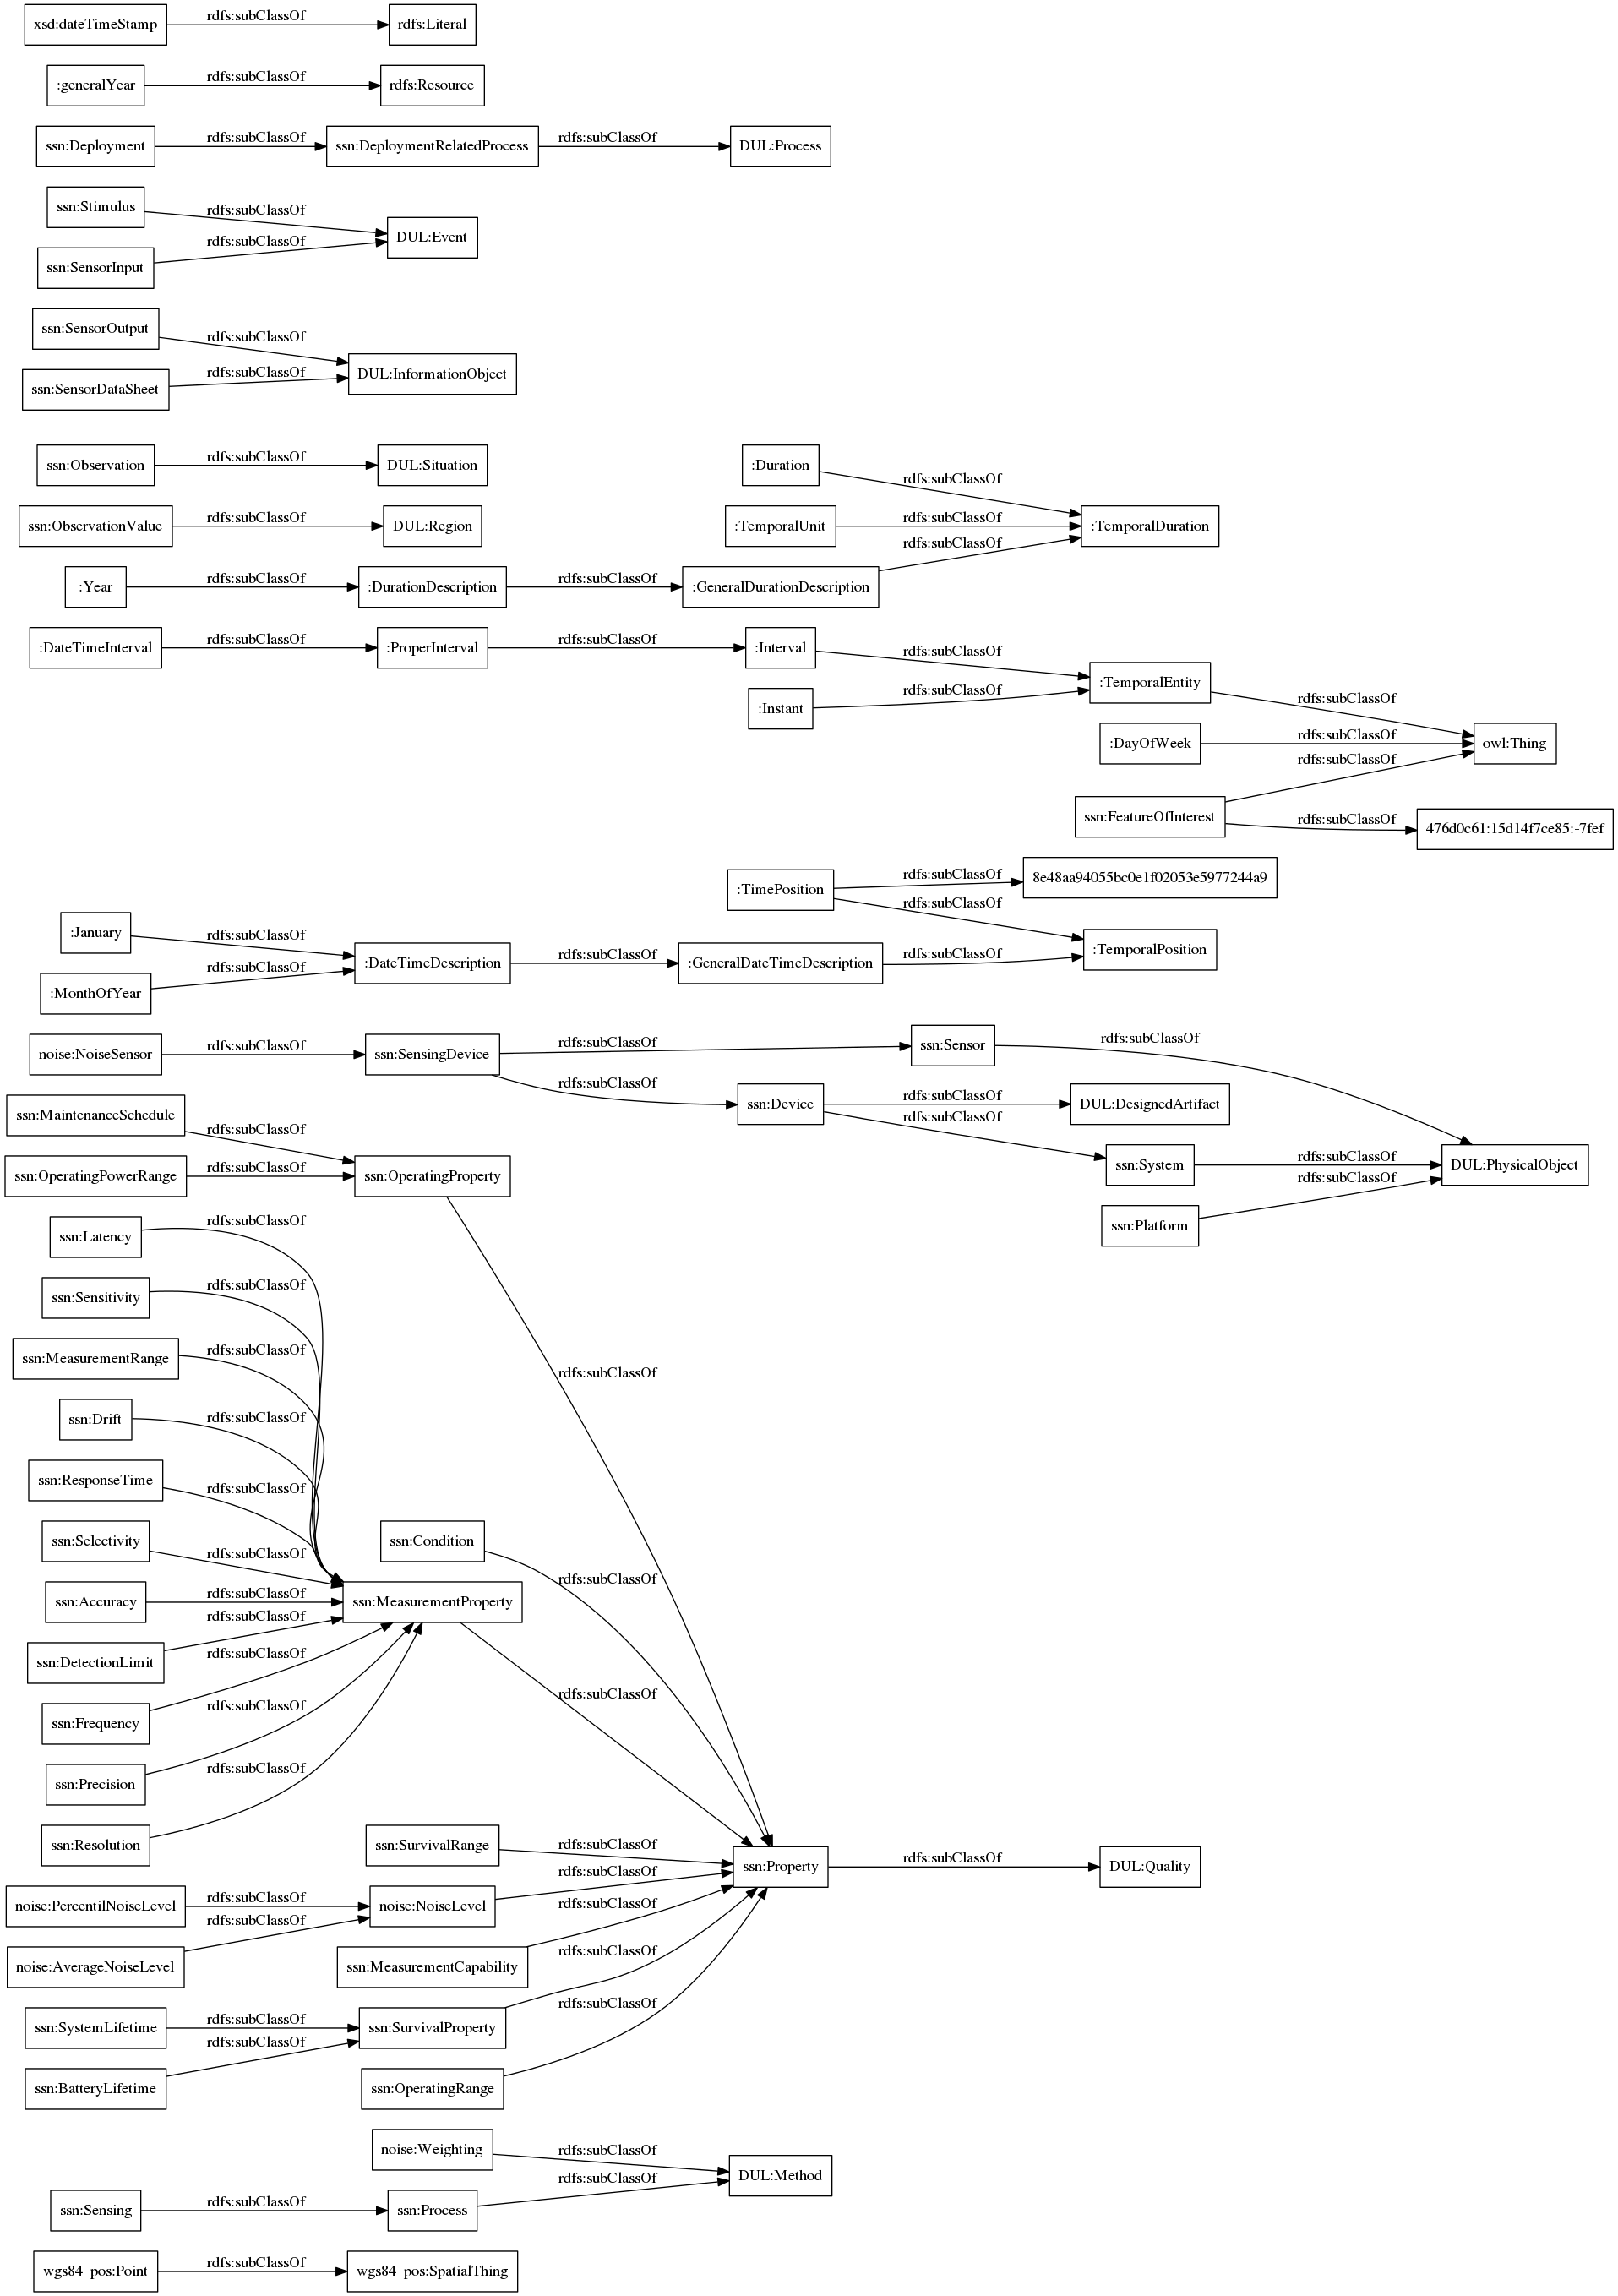 xsd:dateTimeStamp rdfs:subClassOf rdfs:Literal
:generalYear rdfs:subClassOf rdfs:Resource
ssn:Deployment rdfs:subClassOf ssn:DeploymentRelatedProcess rdfs:subClassOf DUL:Process
ssn:Stimulus rdfs:subClassOf
DUL:Event
ssn:SensorInput rdfs:subClassOf
ssn:SensorOutput rdfs:subClassOf
DUL:InformationObject
ssn:SensorDataSheet rdfs:subClassOf
ssn:Observation rdfs:subClassOf DUL:Situation
:Duration rdfs:subClassOf
ssn:ObservationValue rdfs:subClassOf DUL:Region
:TemporalUnit rdfs:subClassOf :TemporalDuration
:Year rdfs:subClassOf :DurationDescription rdfs:subClassOf :GeneralDurationDescription rdfs:subClassOf
:DateTimeInterval rdfs:subClassOf :ProperInterval rdfs:subClassOf :Interval rdfs:subClassOf
:TemporalEntity rdfs:subClassOf
:Instant rdfs:subClassOf
:DayOfWeek rdfs:subClassOf owl:Thing
ssn:FeatureOfInterest rdfs:subClassOf
rdfs:subClassOf 476d0c61:15d14f7ce85:-7fef
:TimePosition rdfs:subClassOf 8e48aa94055bc0e1f02053e5977244a9
rdfs:subClassOf
:January rdfs:subClassOf
:DateTimeDescription rdfs:subClassOf :GeneralDateTimeDescription rdfs:subClassOf :TemporalPosition
:MonthOfYear rdfs:subClassOf
noise:NoiseSensor rdfs:subClassOf ssn:SensingDevice rdfs:subClassOf ssn:Sensor rdfs:subClassOf
rdfs:subClassOf ssn:Device rdfs:subClassOf DUL:DesignedArtifact
rdfs:subClassOf
ssn:MaintenanceSchedule rdfs:subClassOf
ssn:System rdfs:subClassOf DUL:PhysicalObject
ssn:OperatingPowerRange rdfs:subClassOf ssn:OperatingProperty
ssn:Platform rdfs:subClassOf
ssn:Latency rdfs:subClassOf
ssn:Sensitivity rdfs:subClassOf
ssn:MeasurementRange rdfs:subClassOf
rdfs:subClassOf
ssn:Drift rdfs:subClassOf
ssn:ResponseTime rdfs:subClassOf
ssn:Selectivity rdfs:subClassOf
ssn:Condition rdfs:subClassOf
ssn:Accuracy rdfs:subClassOf ssn:MeasurementProperty
ssn:DetectionLimit rdfs:subClassOf
rdfs:subClassOf
ssn:Frequency rdfs:subClassOf
ssn:Precision rdfs:subClassOf
ssn:Resolution rdfs:subClassOf
ssn:SurvivalRange rdfs:subClassOf
ssn:Property rdfs:subClassOf DUL:Quality
noise:PercentilNoiseLevel rdfs:subClassOf noise:NoiseLevel rdfs:subClassOf
noise:AverageNoiseLevel rdfs:subClassOf
ssn:MeasurementCapability rdfs:subClassOf
ssn:SystemLifetime rdfs:subClassOf ssn:SurvivalProperty rdfs:subClassOf
ssn:BatteryLifetime rdfs:subClassOf
ssn:OperatingRange rdfs:subClassOf
noise:Weighting rdfs:subClassOf
DUL:Method
ssn:Sensing rdfs:subClassOf ssn:Process rdfs:subClassOf
wgs84_pos:Point rdfs:subClassOf wgs84_pos:SpatialThing